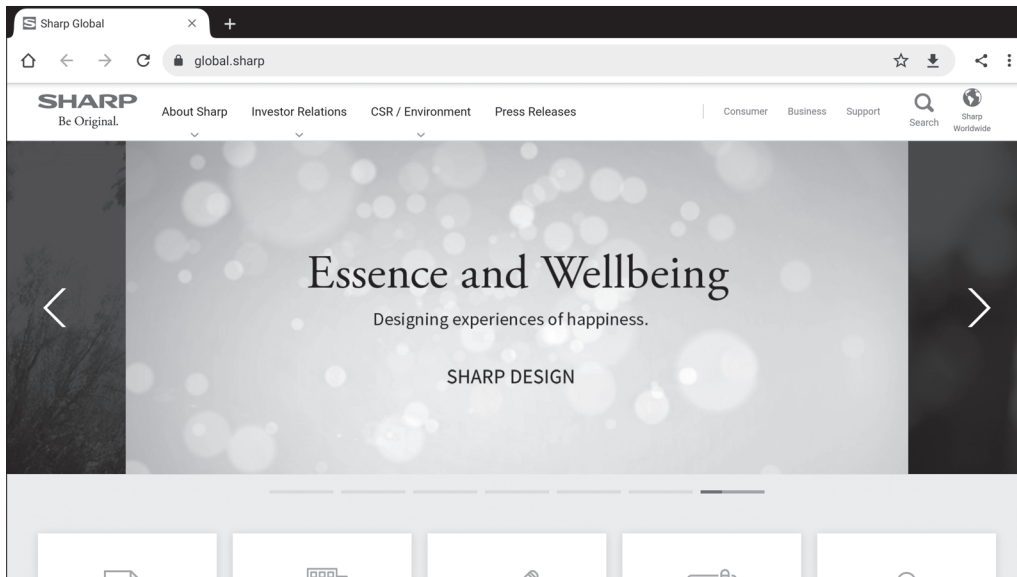 Sharp Global
global.sharp
SHARP
Be Original.
About Sharp
Investor Relations
CSR / Environment
Press Releases
Consumer
Business
Support
Search
Sharp
Worldwide
Essence and Wellbeing
Designing experiences of happiness.
SHARP DESIGN